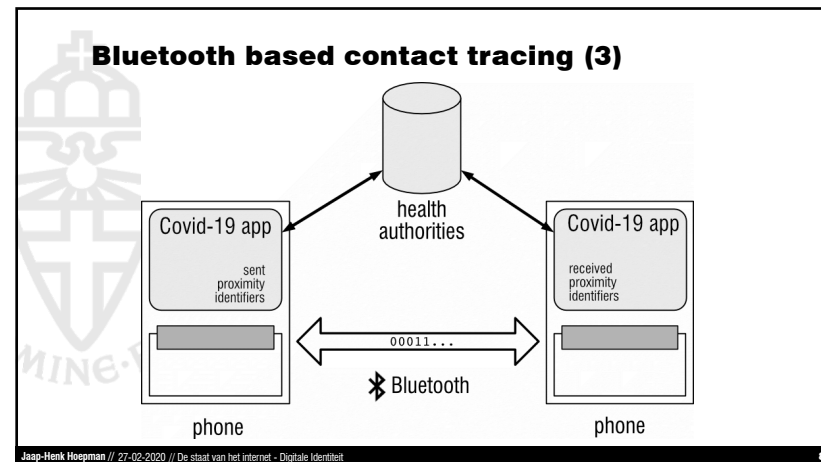 Bluetooth based contact tracing (3)
health
authorities
Covid-19 app
sent
proximity
identifiers
Covid-19 app
received
proximity
identifiers
00011...
Bluetooth
phone
phone
MINE·
Jaap-Henk Hoepman // 27-02-2020 // De staat van het internet - Digitale Identiteit